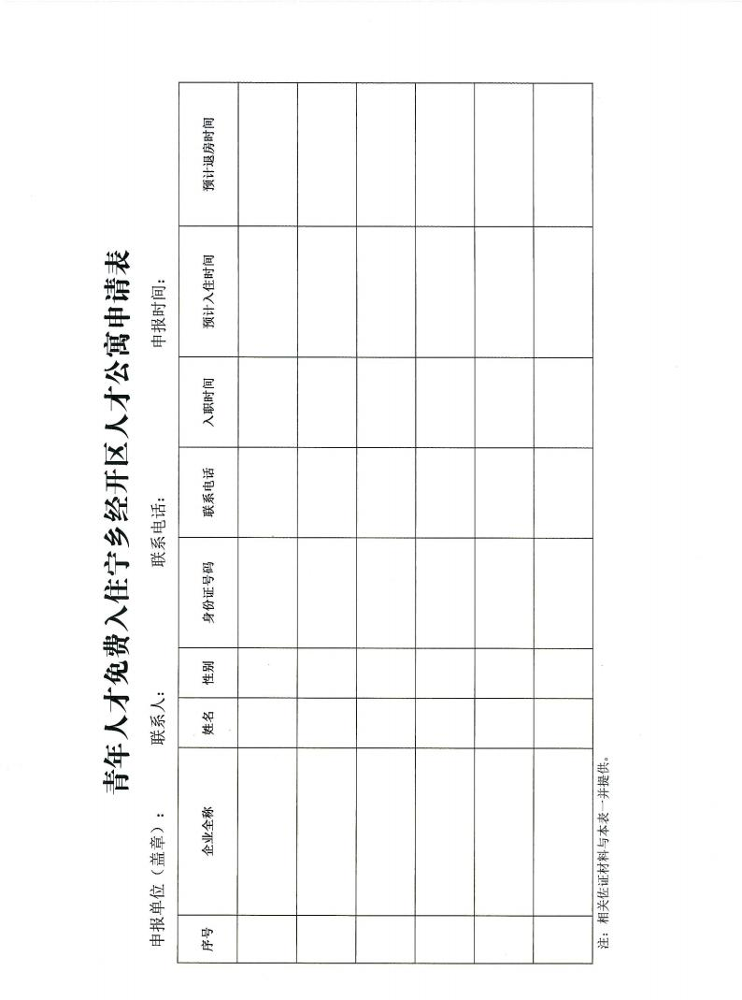 青年人才免费入住宁乡经开区人才公寓申请表
申报单位（盖章）： 联系人： 联系电话： 申报时间：
序号 企业全称 姓名 性别 身份证号码 联系电话 入职时间 预计入住时间 预计退房时间
注：相关佐证材料与本表一并提供。